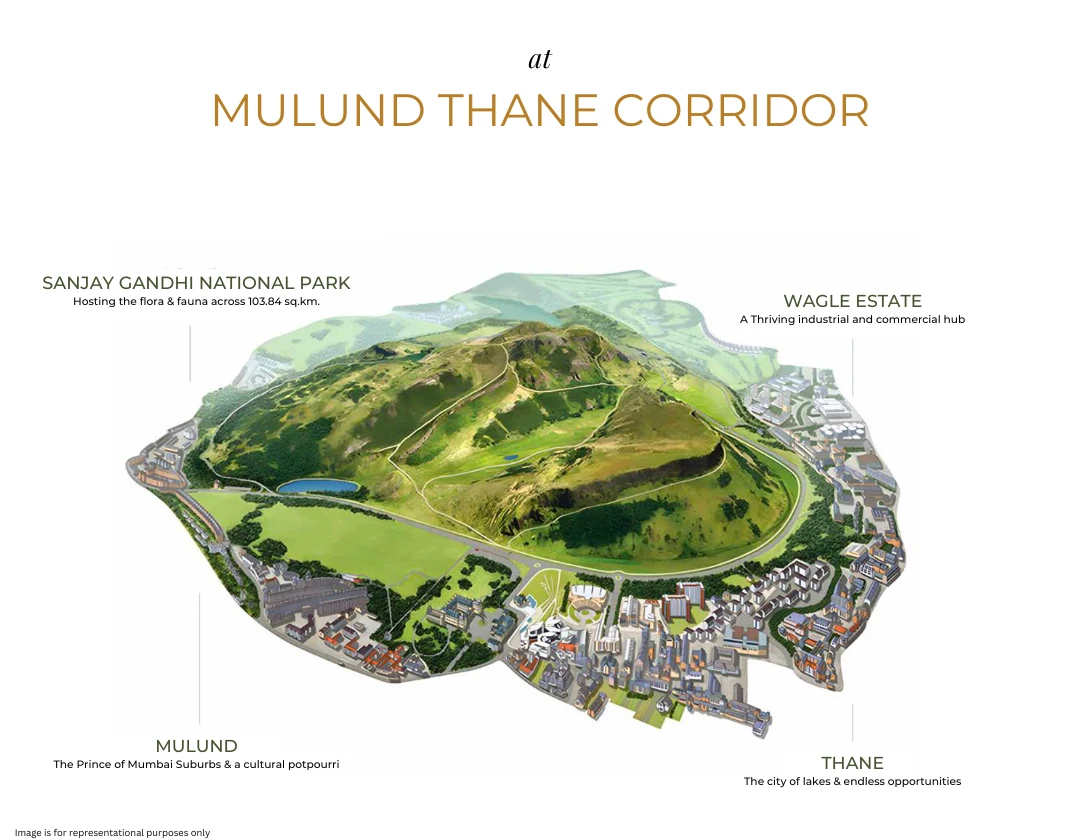 at
MULUND THANE CORRIDOR
SANJAY GANDHI NATIONAL PARK
Hosting the flora & fauna across 103.84 sq.km.
WAGLE ESTATE
A Thriving industrial and commercial hub
MULUND
The Prince of Mumbai Suburbs & a cultural potpourri
THANE
The city of lakes & endless opportunities
Image is for representational purposes only